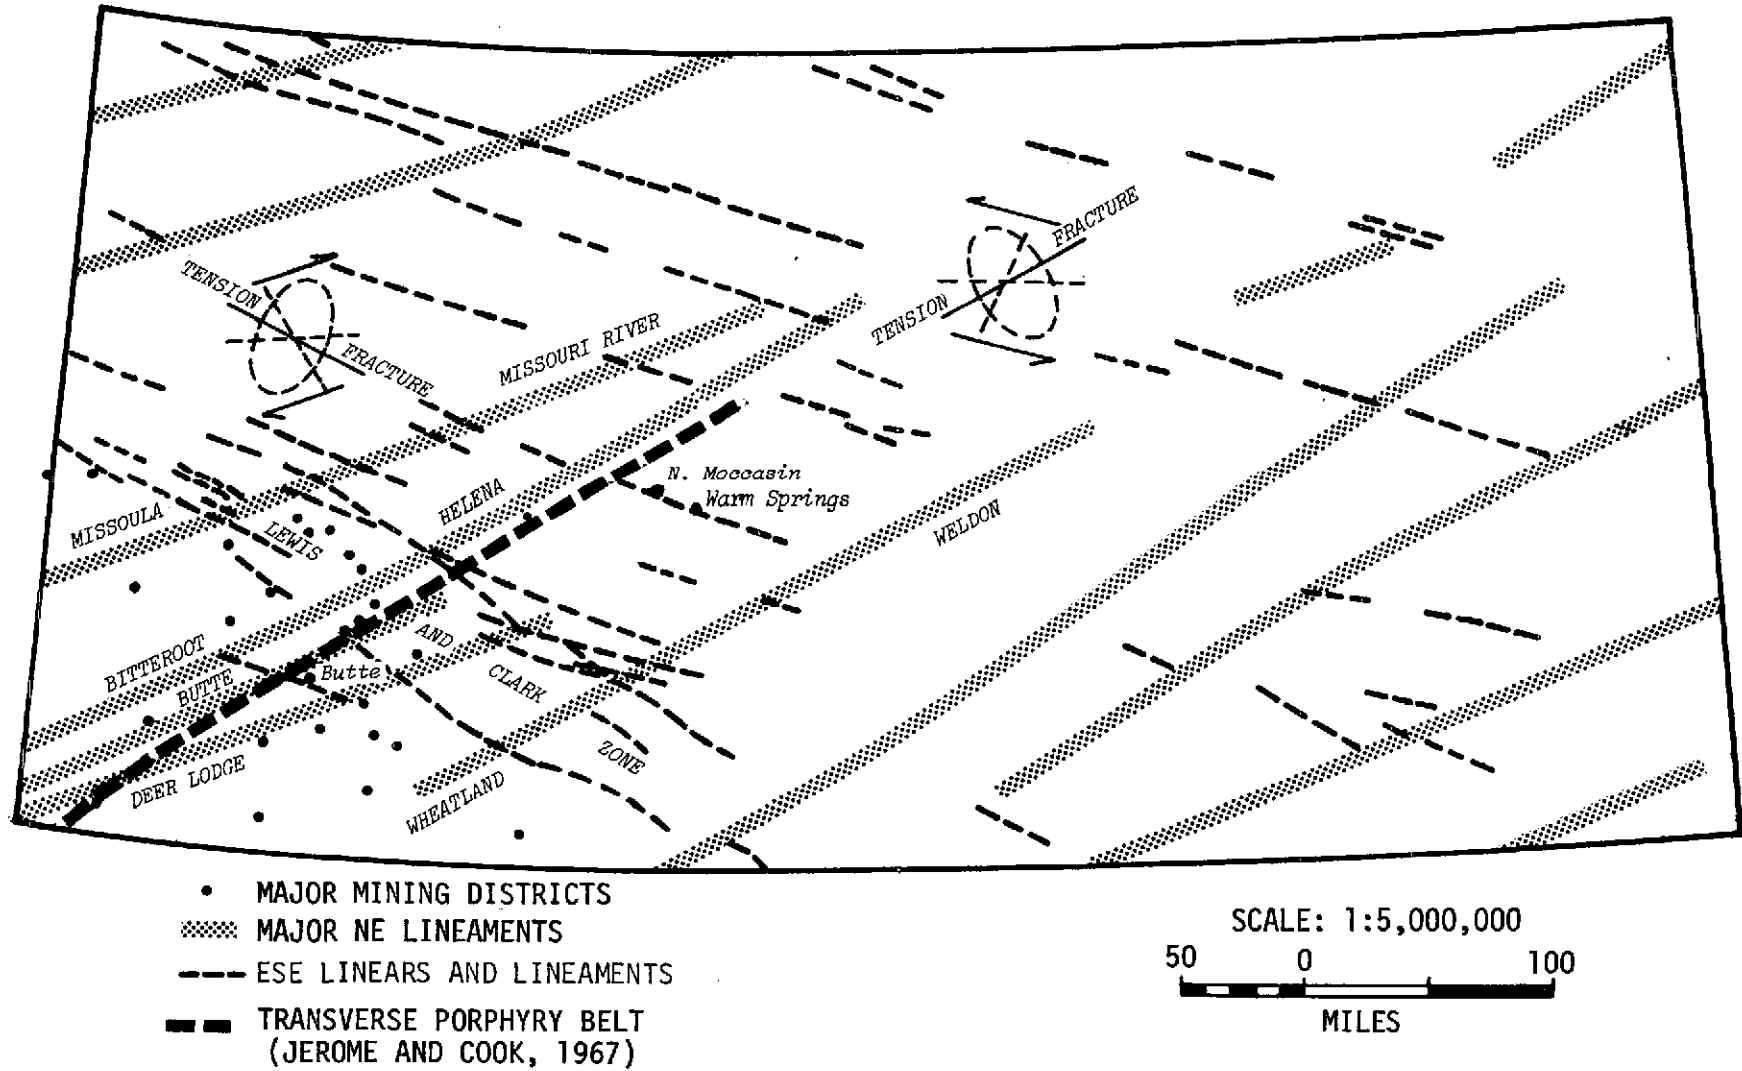 TENSION
FRACTURE
TENSION
FRACTURE
MISSOURI RIVER
MISSOULA
LEWIS
HELENA
N. Moccasin
Warm Springs
WELDON
BITTEROOT
BUTTE
AND
Butte
CLARK
ZONE
DEER LODGE
WHEATLAND
MAJOR MINING DISTRICTS
MAJOR NE LINEAMENTS
ESE LINEARS AND LINEAMENTS
TRANSVERSE PORPHYRY BELT
(JEROME AND COOK, 1967)
SCALE: 1:5,000,000
50 0 100
MILES